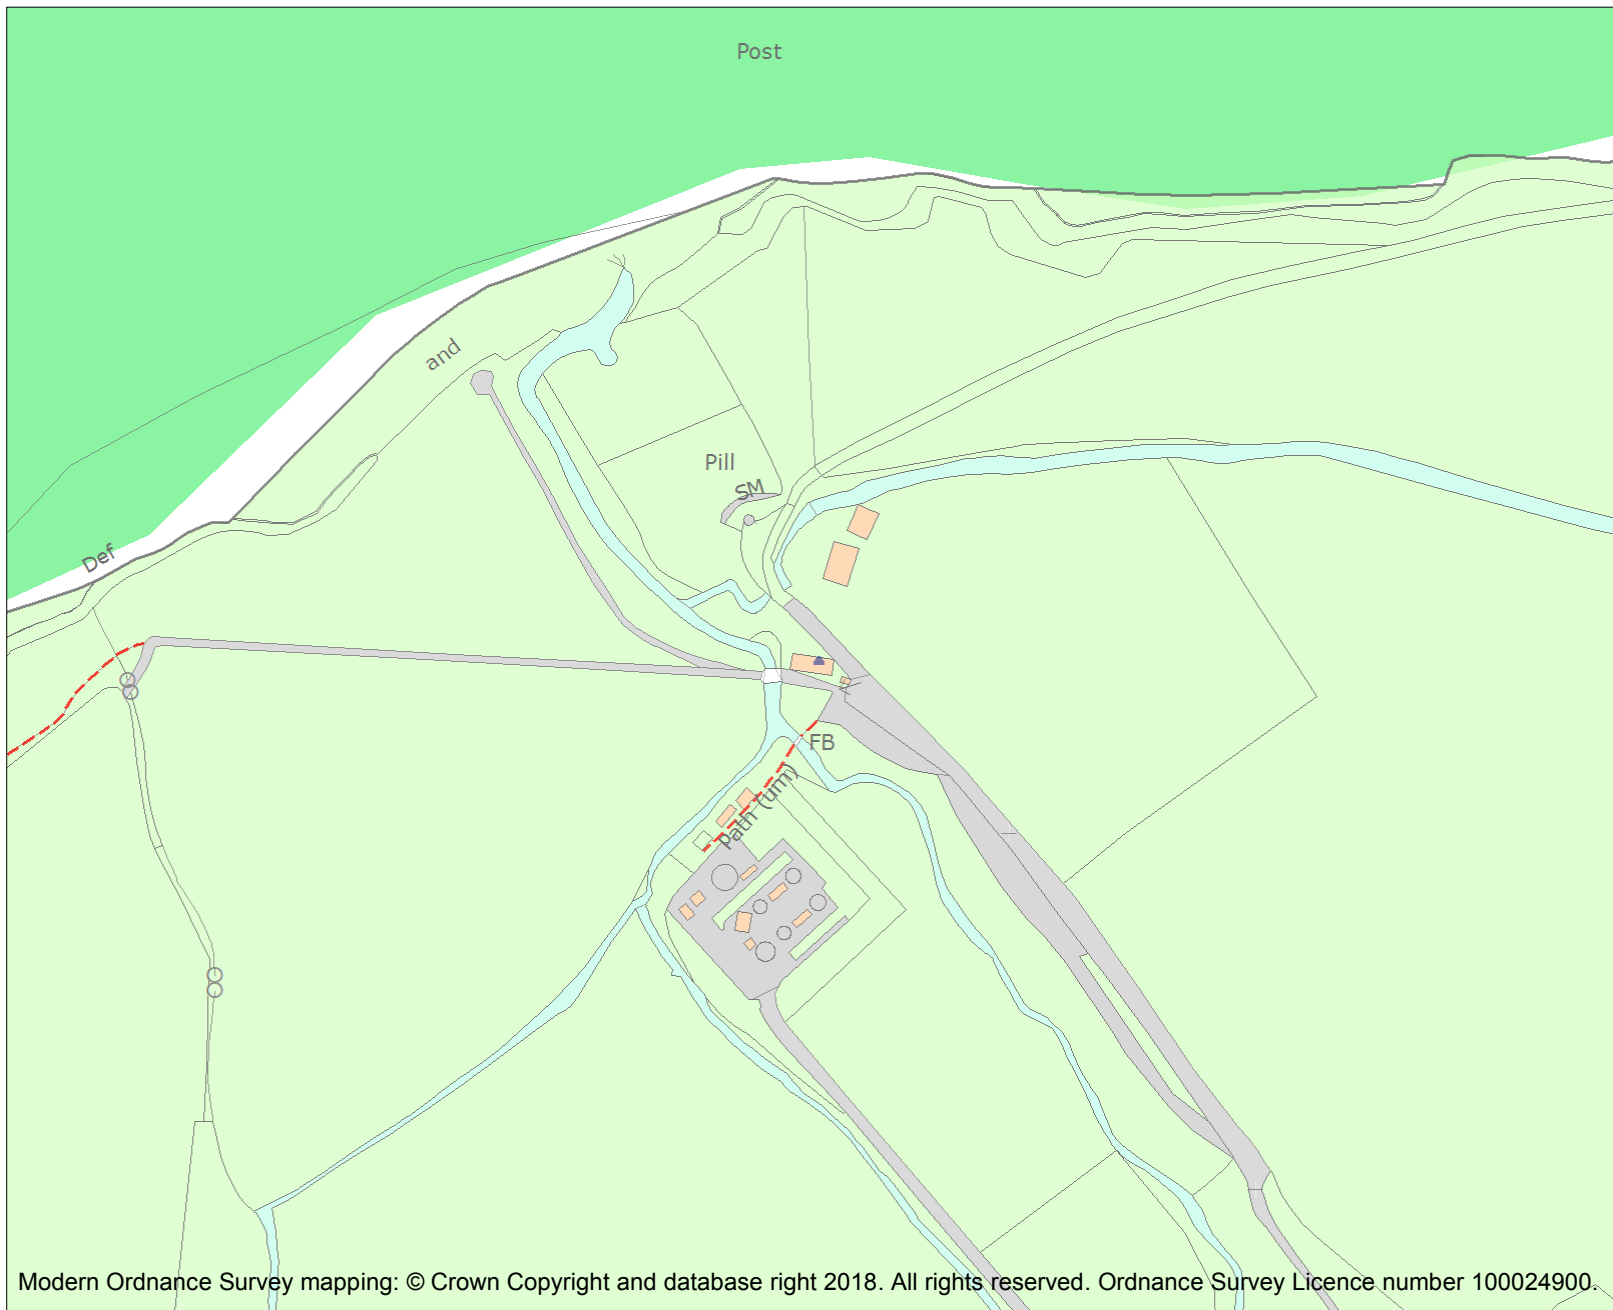 Post
and
Pill
SM
Def
FB
Path (um)
Modern Ordnance Survey mapping: © Crown Copyright and database right 2018. All rights reserved. Ordnance Survey Licence number 100024900.